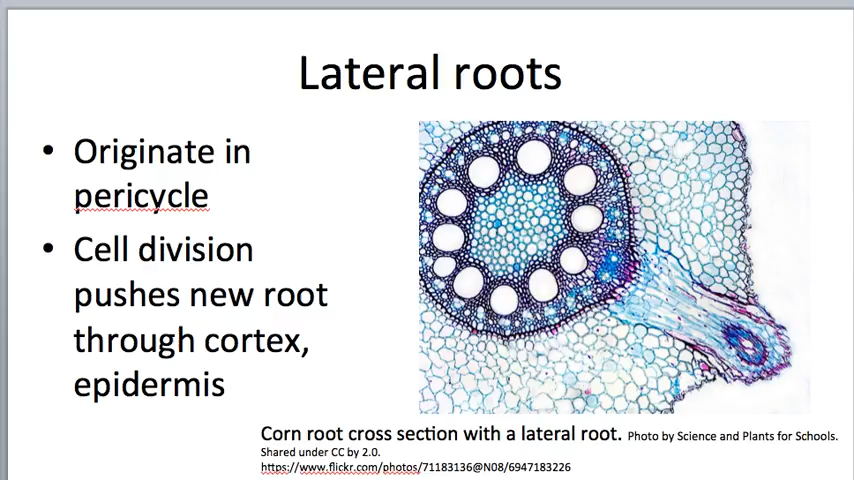 Lateral roots
• Originate in
pericycle
• Cell division
pushes new root
through cortex,
epidermis
Corn root cross section with a lateral root. Photo by Science and Plants for Schools.
Shared under CC by 2.0.
https://www.flickr.com/photos/71183136@N08/6947183226